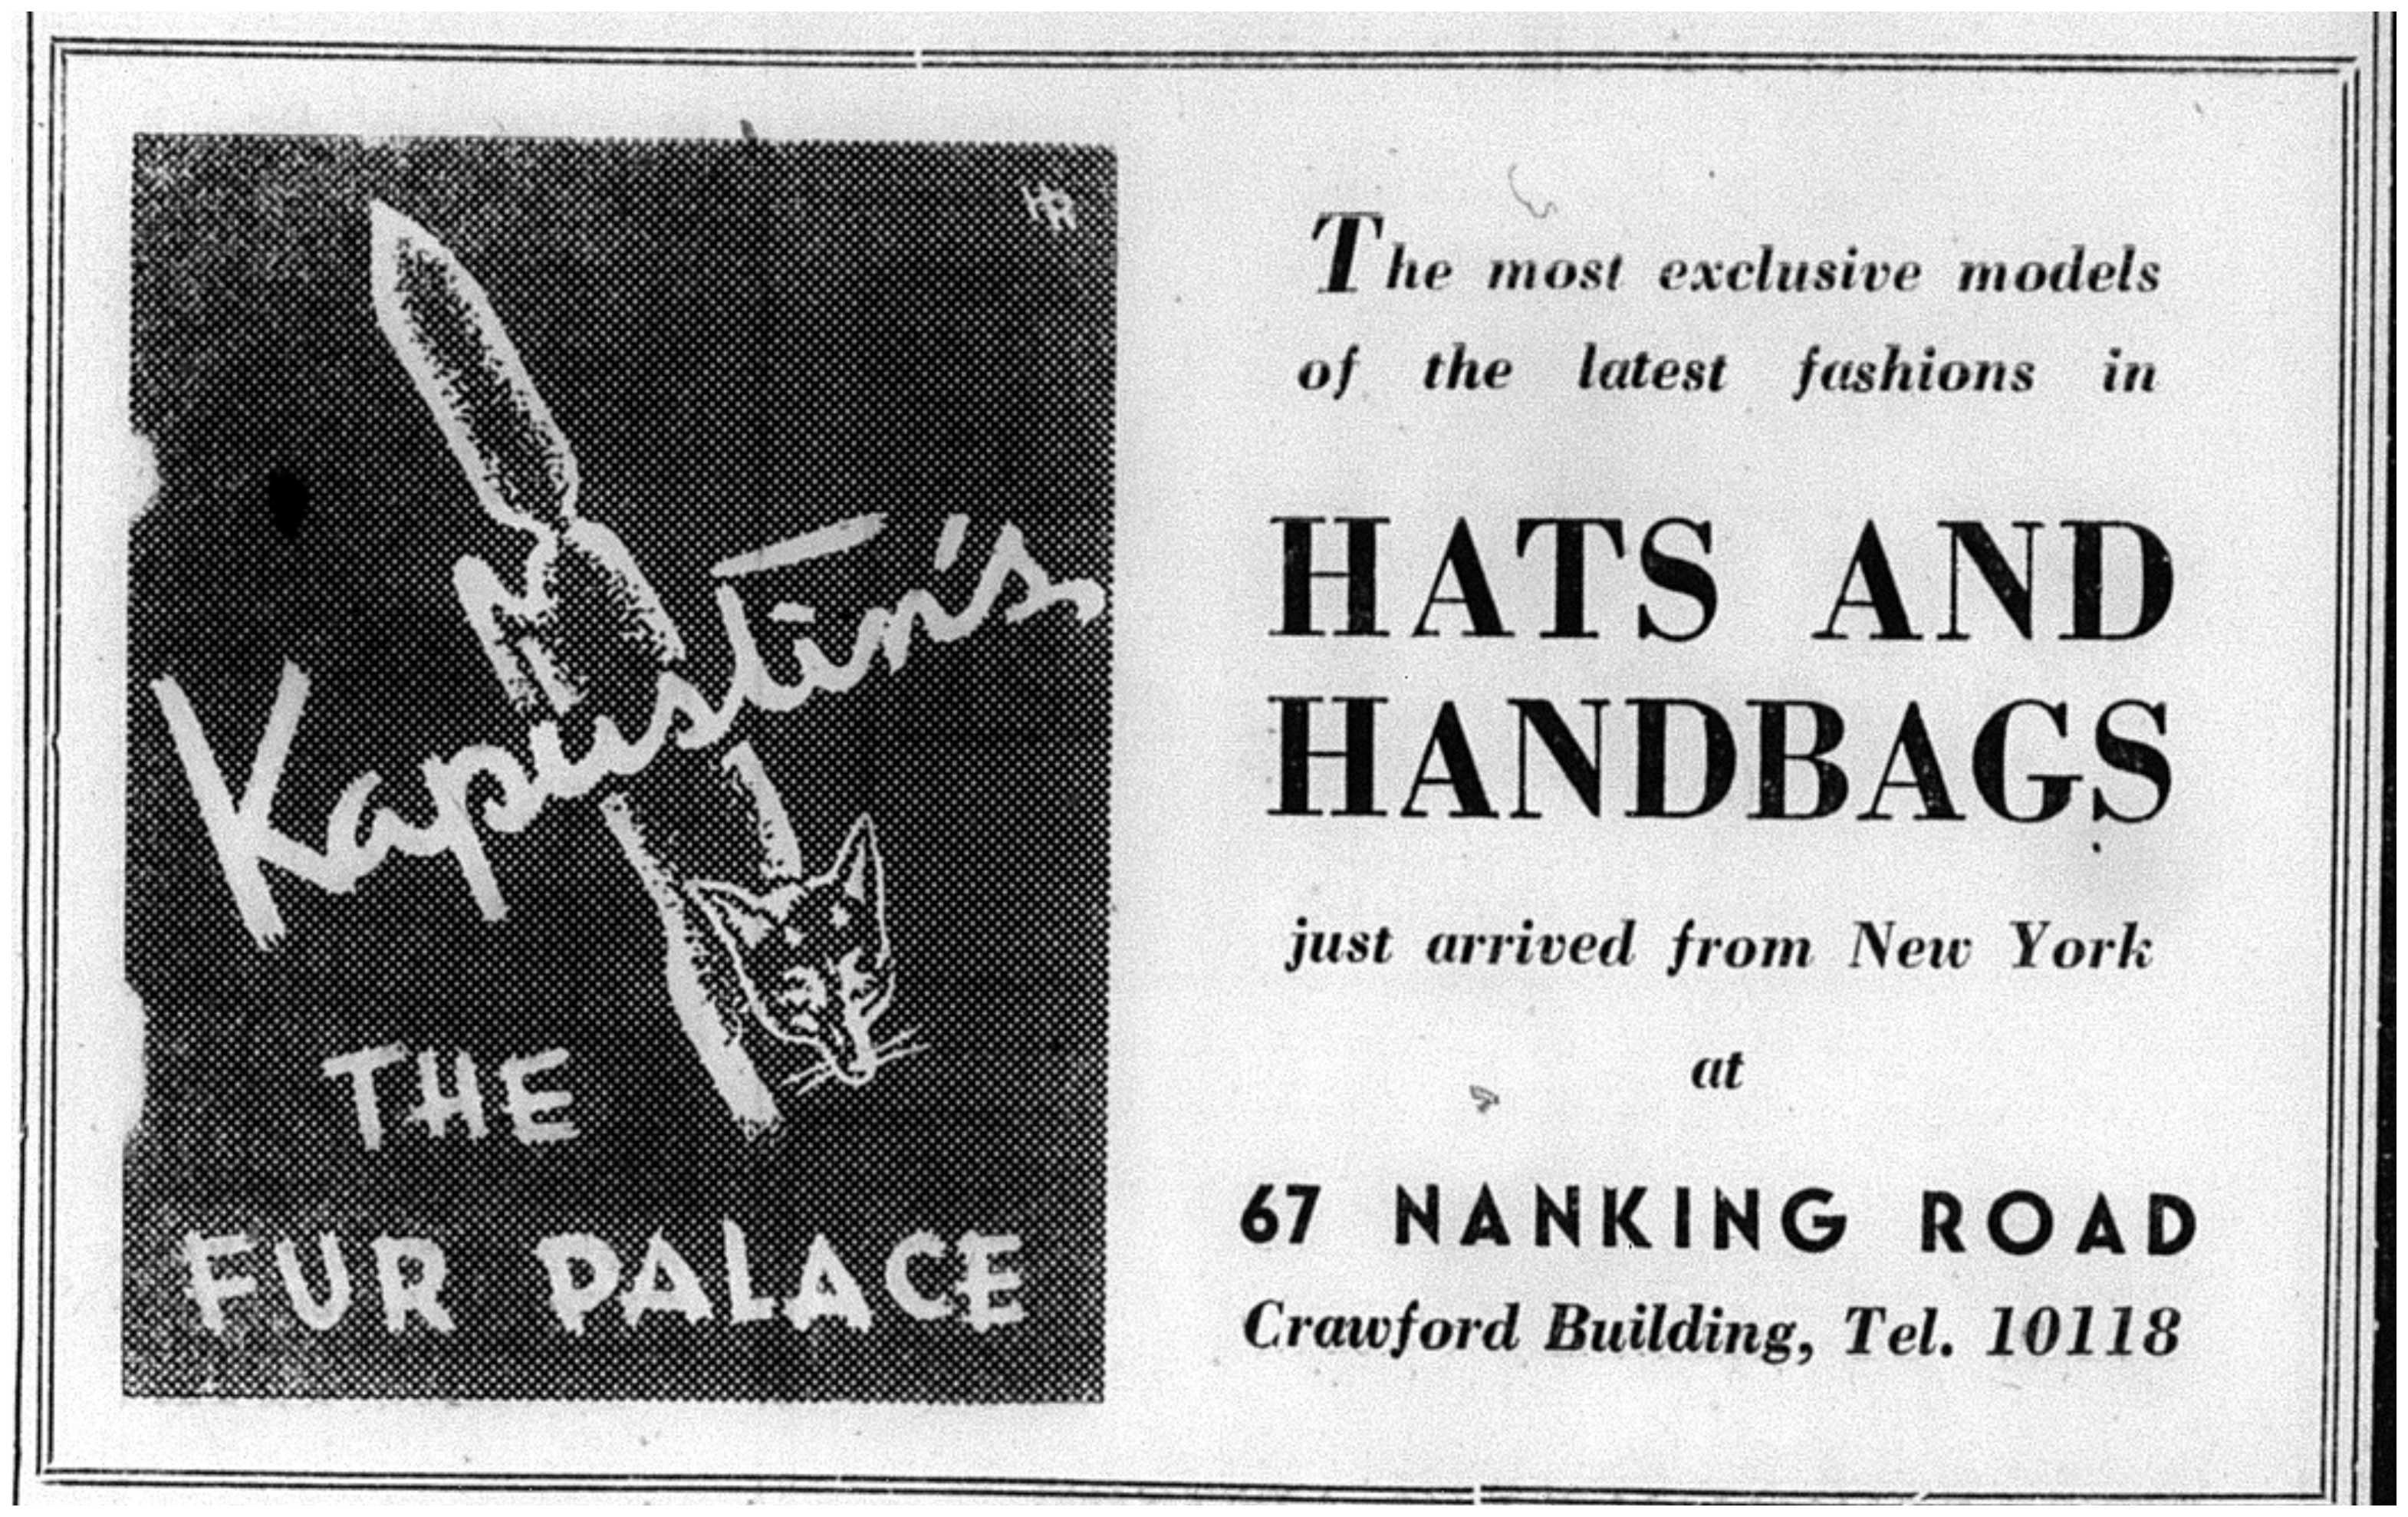 HR
Kapustin's
THE
FUR PALACE
The most exclusive models
of the latest fashions in
HATS AND
HANDBAGS
just arrived from New York
at
67 NANKING ROAD
Crawford Building, Tel. 10118